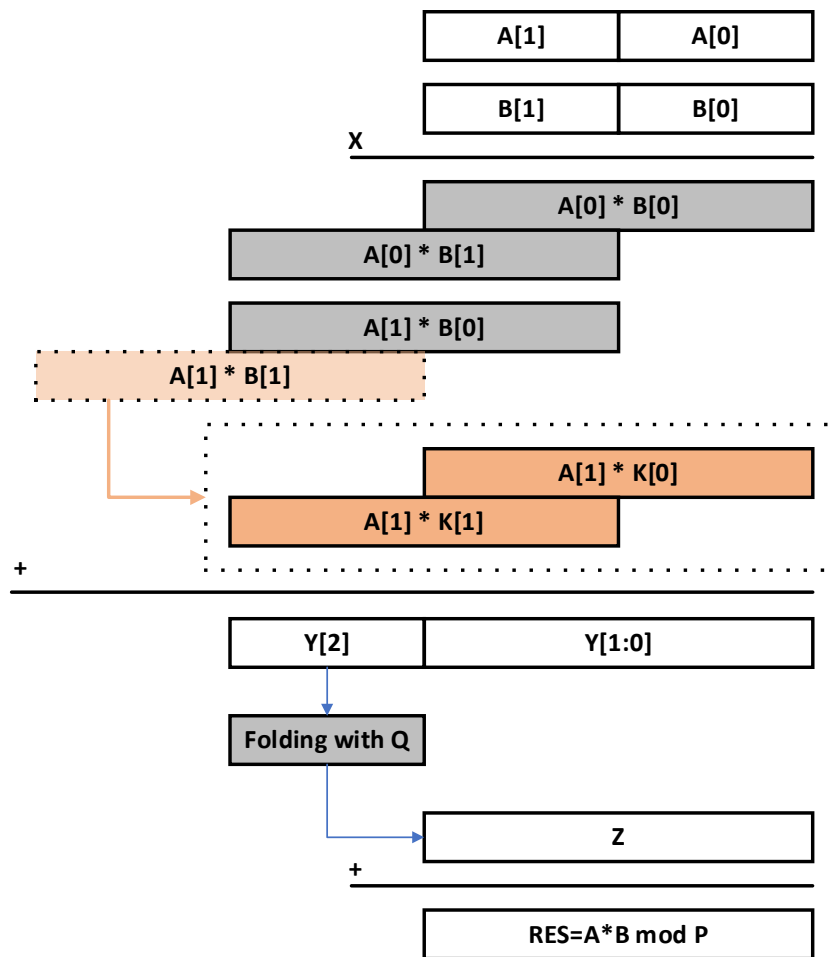 A[1] A[0]
B[1] B[0]
X
A[0] * B[0]
A[0] * B[1]
A[1] * B[0]
A[1] * B[1]
A[1] * K[0]
A[1] * K[1]
+
Y[2] Y[1:0]
Folding with Q
Z
+
RES=A*B mod P